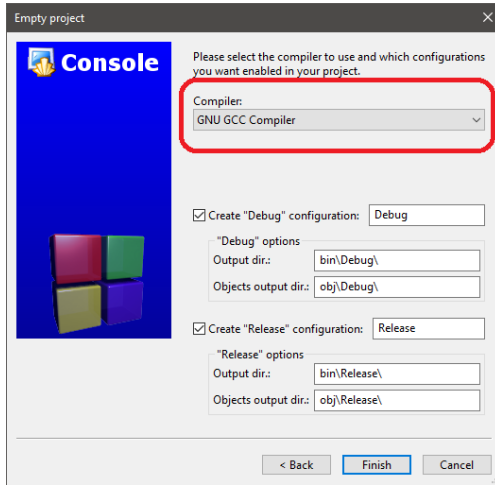 Empty project
Console
Please select the compiler to use and which configurations
you want enabled in your project.
Compiler:
GNU GCC Compiler
Create "Debug" configuration: Debug
"Debug" options
Output dir.: bin\Debug\
Objects output dir.: obj\Debug\
Create "Release" configuration: Release
"Release" options
Output dir.: bin\Release\
Objects output dir.: obj\Release\
< Back Finish Cancel